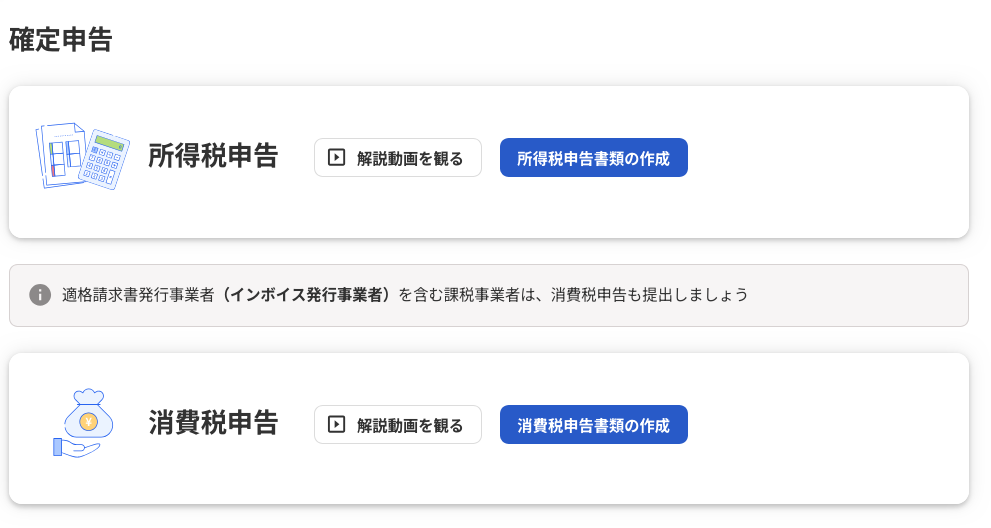 確定申告
所得税申告
解説動画を観る
所得税申告書類の作成
適格請求書発行事業者（インボイス発行事業者）を含む課税事業者は、消費税申告も提出しましょう
¥
消費税申告
解説動画を観る
消費税申告書類の作成